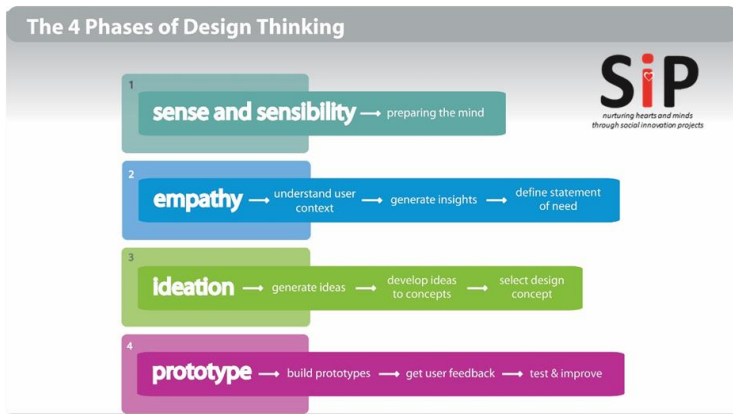 The 4 Phases of Design Thinking
SiP
nurturing hearts and minds
through social innovation projects
1
sense and sensibility → preparing the mind
2
empathy → understand user context → generate insights → define statement of need
3
ideation → generate ideas → develop ideas to concepts → select design concept
4
prototype → build prototypes → get user feedback → test & improve